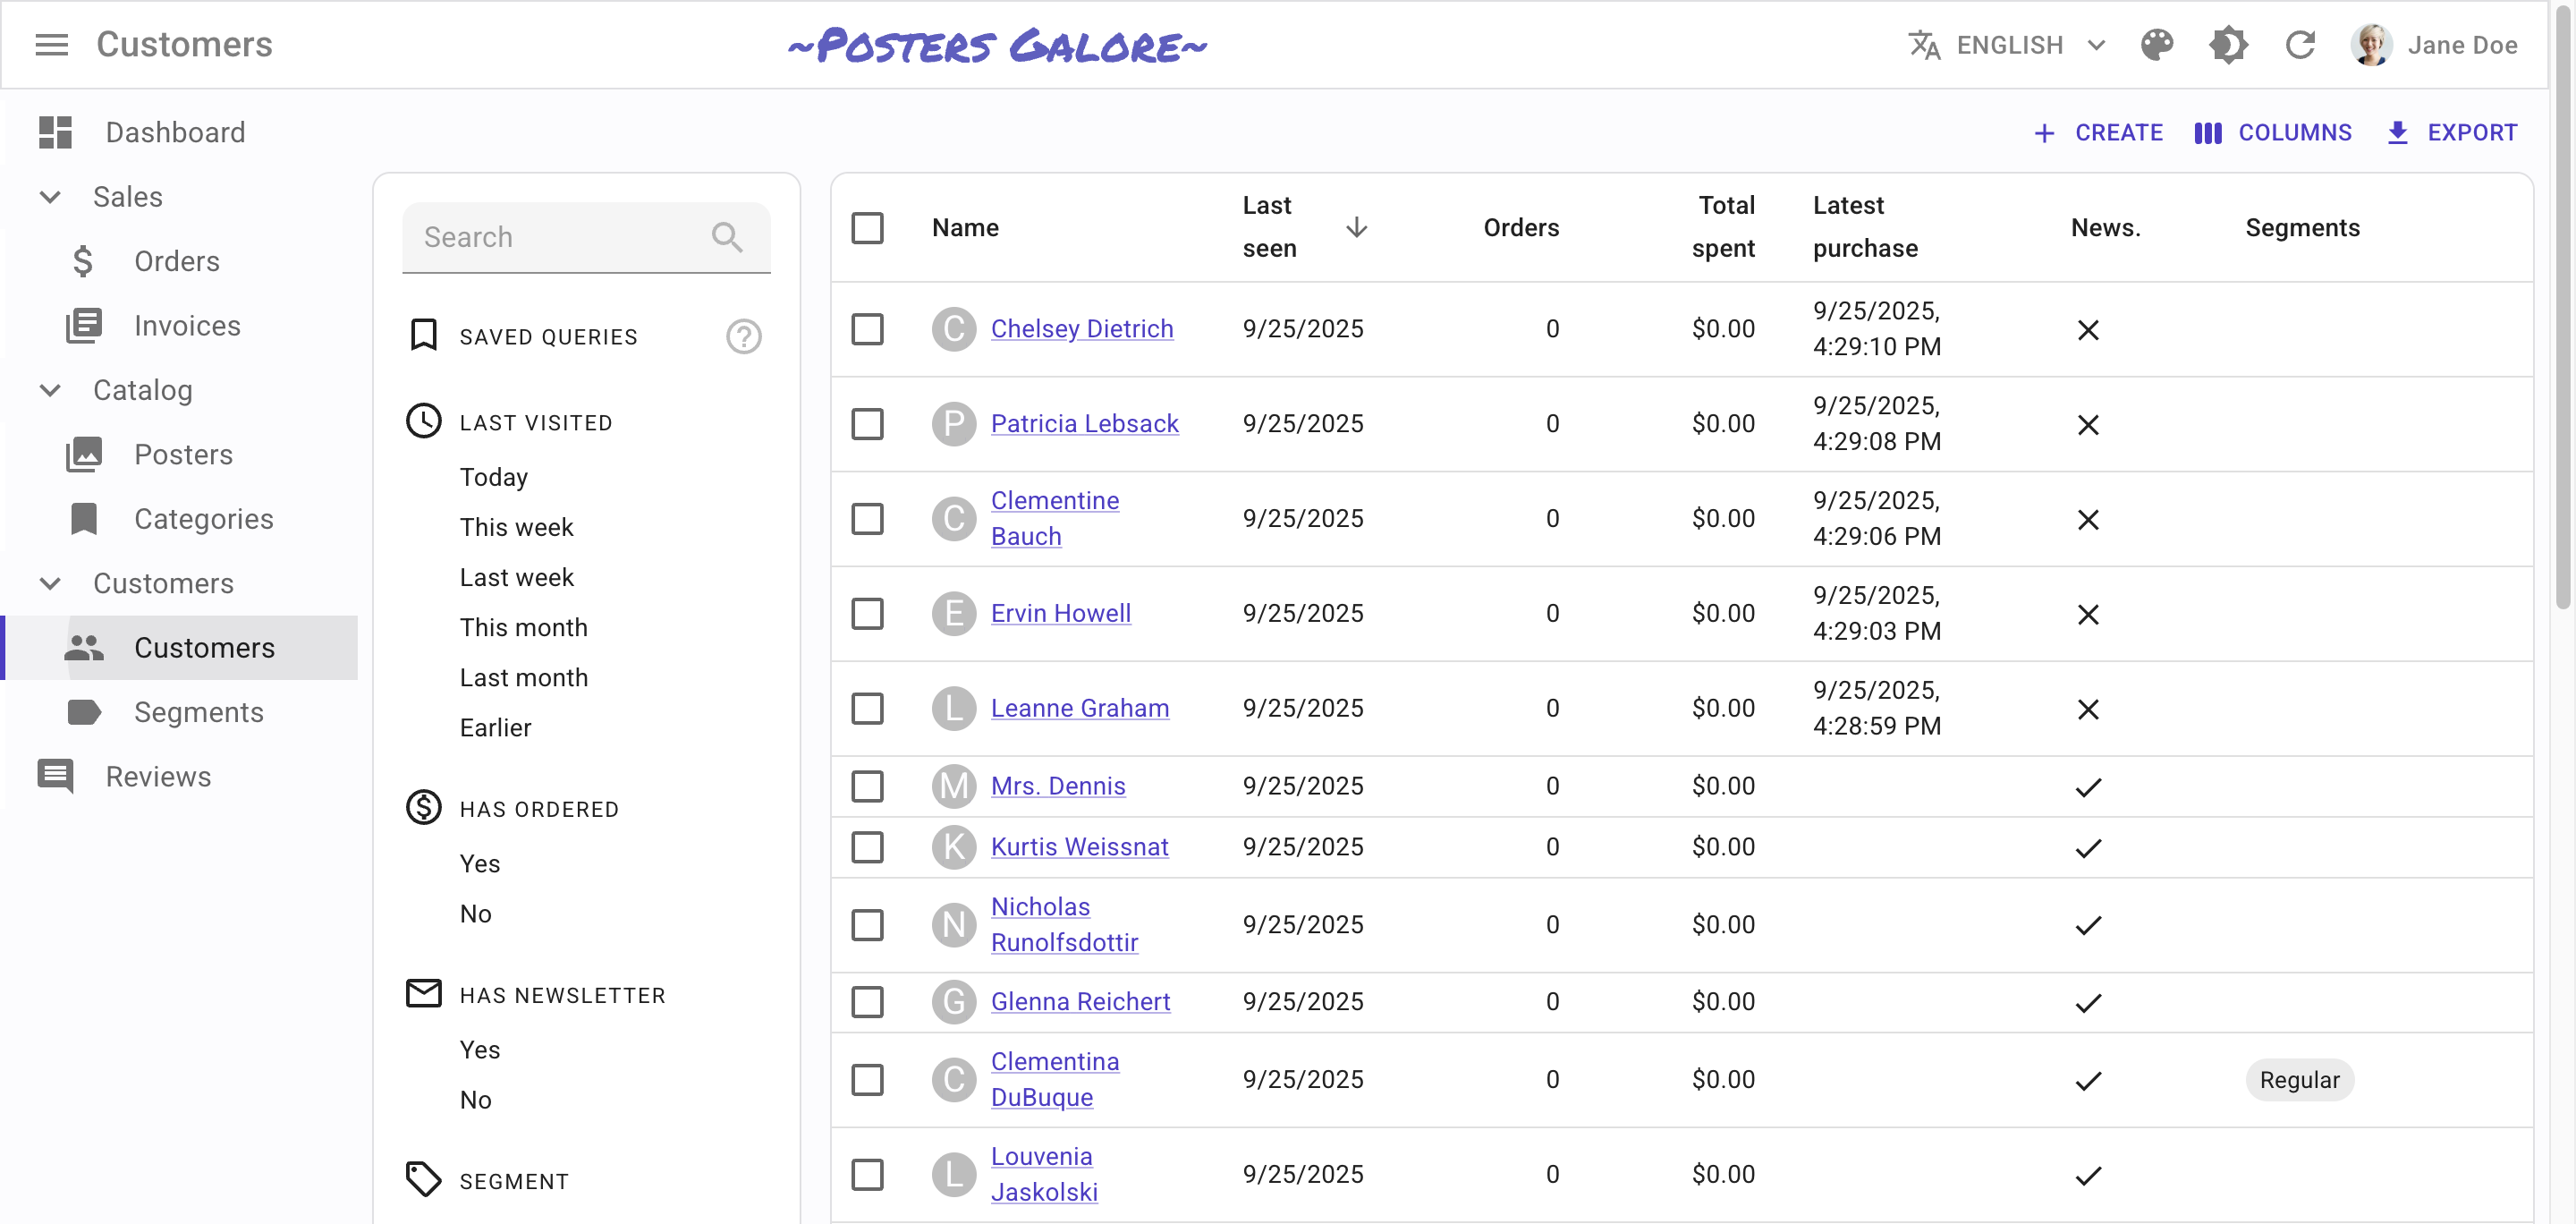 Customers
~Posters Galore~
ENGLISH
Jane Doe
Dashboard
Sales
Orders
Invoices
Catalog
Posters
Categories
Customers
Customers
Segments
Reviews
CREATE
COLUMNS
EXPORT
Search
SAVED QUERIES
?
LAST VISITED
Today
This week
Last week
This month
Last month
Earlier
HAS ORDERED
Yes
No
HAS NEWSLETTER
Yes
No
SEGMENT
Name
Last
seen
Orders
Total
spent
Latest
purchase
News.
Segments
C Chelsey Dietrich 9/25/2025 0 $0.00 9/25/2025,
4:29:10 PM
P Patricia Lebsack 9/25/2025 0 $0.00 9/25/2025,
4:29:08 PM
C Clementine
Bauch 9/25/2025 0 $0.00 9/25/2025,
4:29:06 PM
E Ervin Howell 9/25/2025 0 $0.00 9/25/2025,
4:29:03 PM
L Leanne Graham 9/25/2025 0 $0.00 9/25/2025,
4:28:59 PM
M Mrs. Dennis 9/25/2025 0 $0.00
K Kurtis Weissnat 9/25/2025 0 $0.00
N Nicholas
Runolfsdottir 9/25/2025 0 $0.00
G Glenna Reichert 9/25/2025 0 $0.00
C Clementina
DuBuque 9/25/2025 0 $0.00 Regular
L Louvenia
Jaskolski 9/25/2025 0 $0.00